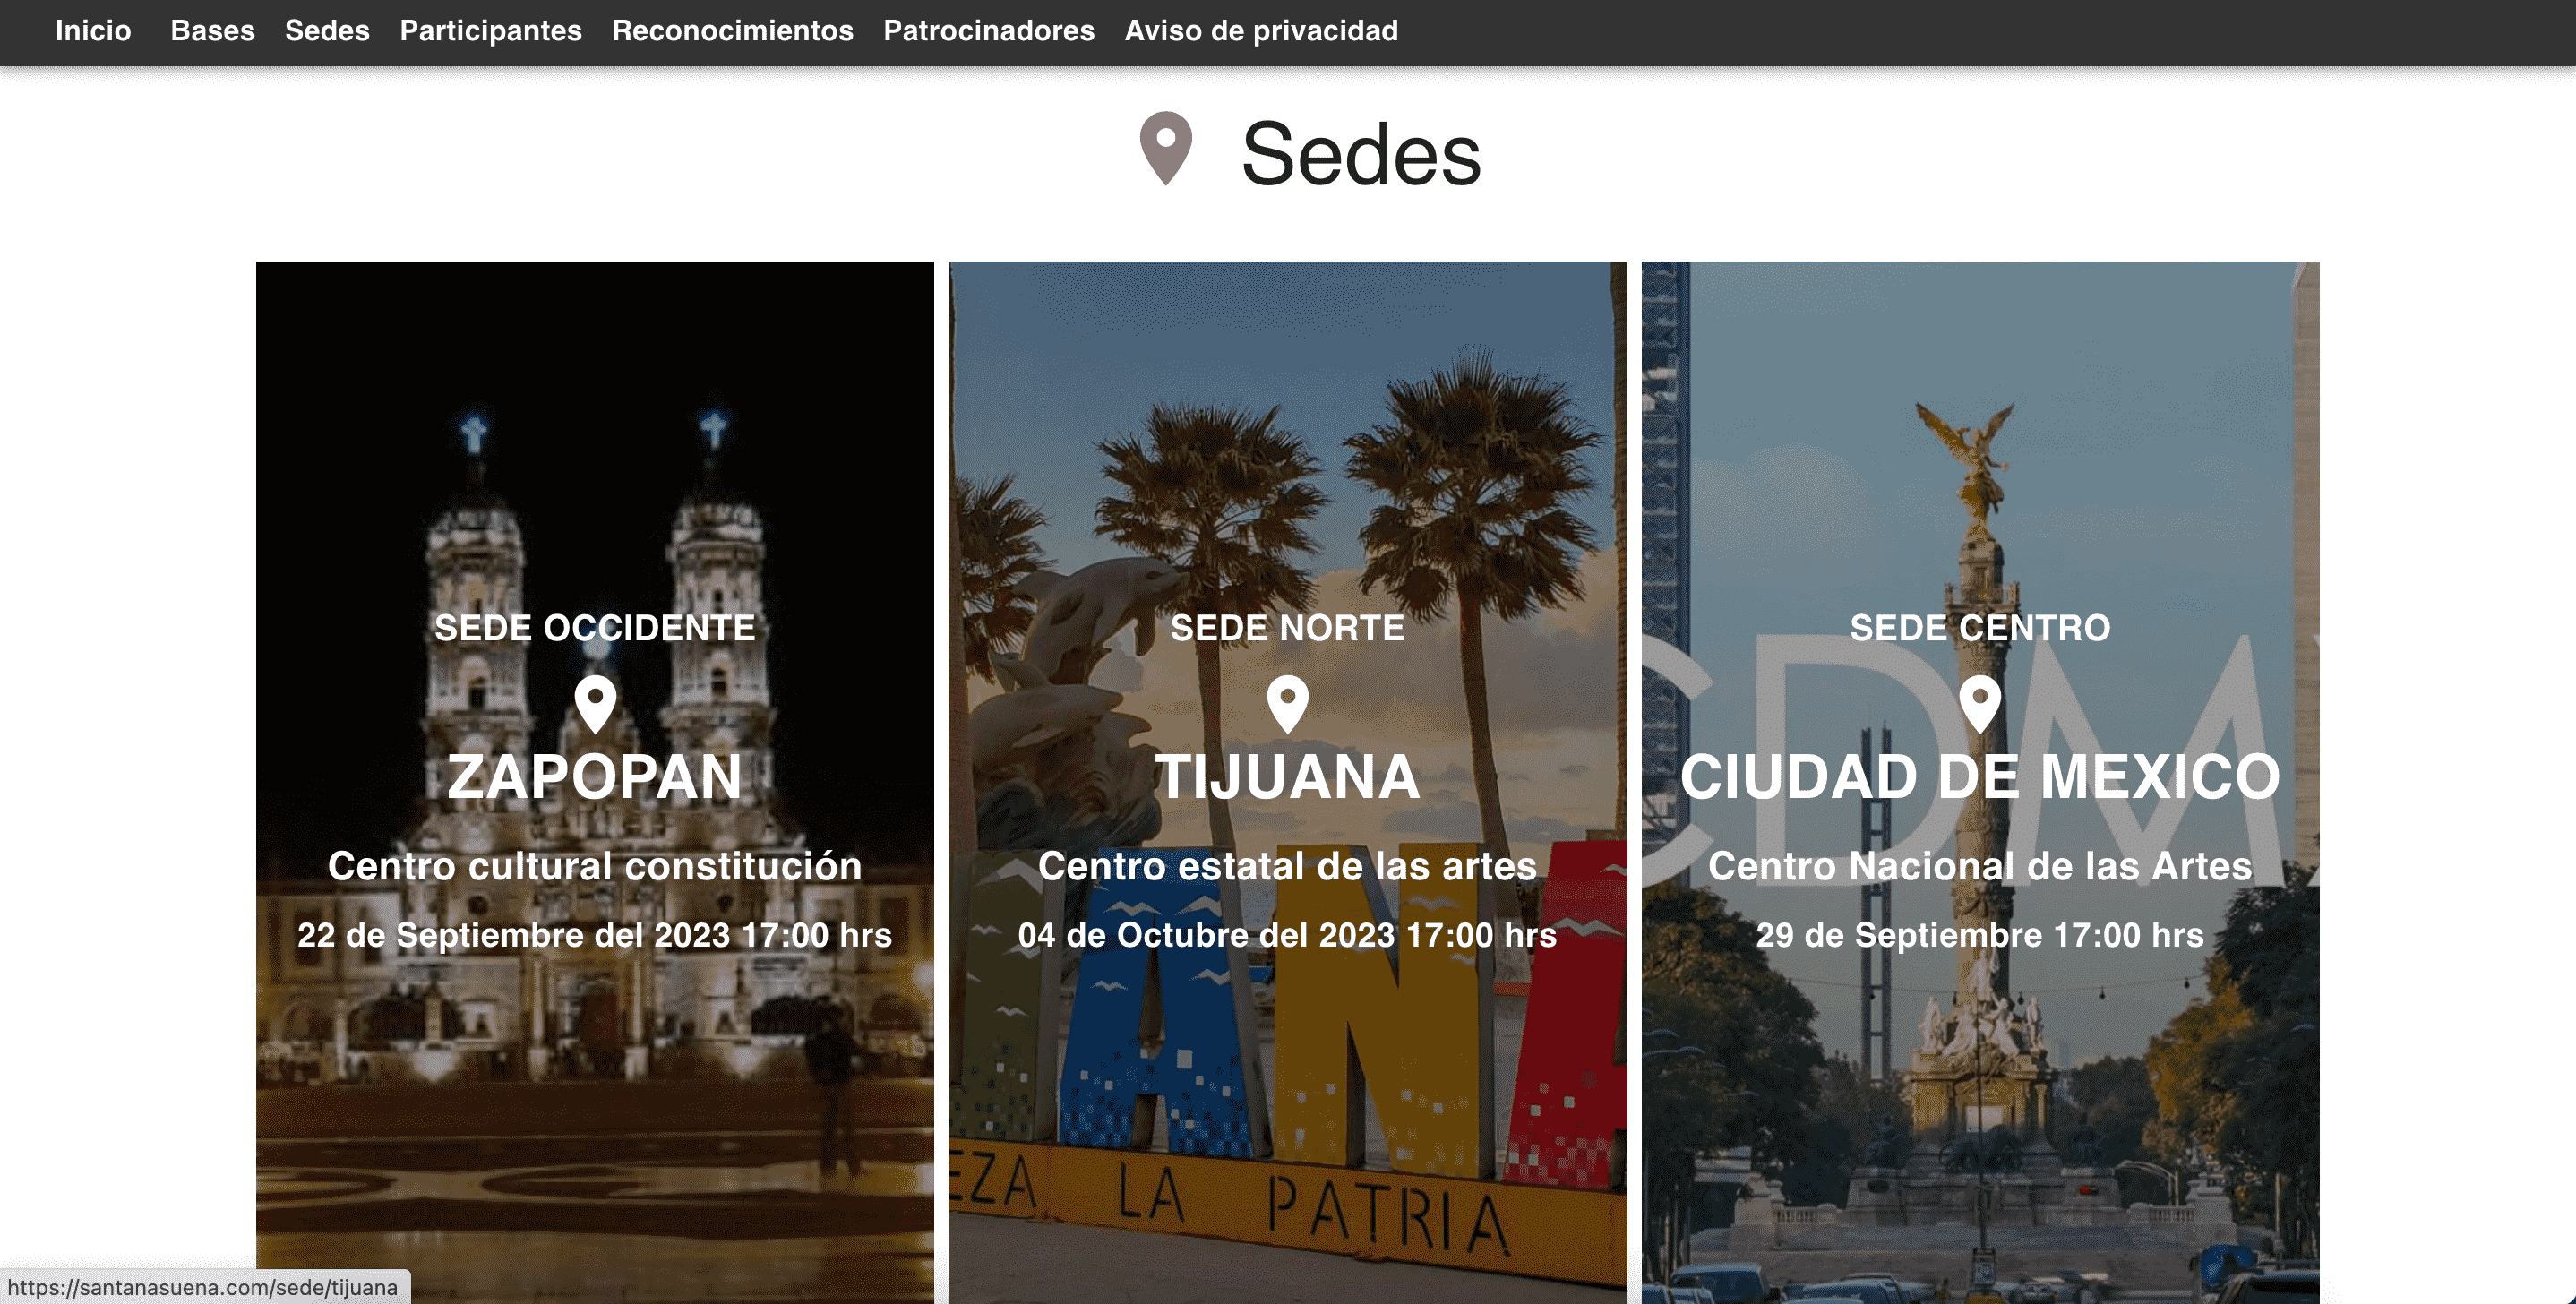 Inicio Bases Sedes Participantes Reconocimientos Patrocinadores Aviso de privacidad
Sedes
SEDE OCCIDENTE
ZAPOPAN
Centro cultural constitución
22 de Septiembre del 2023 17:00 hrs
SEDE NORTE
TIJUANA
Centro estatal de las artes
04 de Octubre del 2023 17:00 hrs
ANA
EZA LA PATRIA
SEDE CENTRO
CIUDAD DE MEXICO
Centro Nacional de las Artes
29 de Septiembre 17:00 hrs
CDM
https://santanasuena.com/sede/tijuana